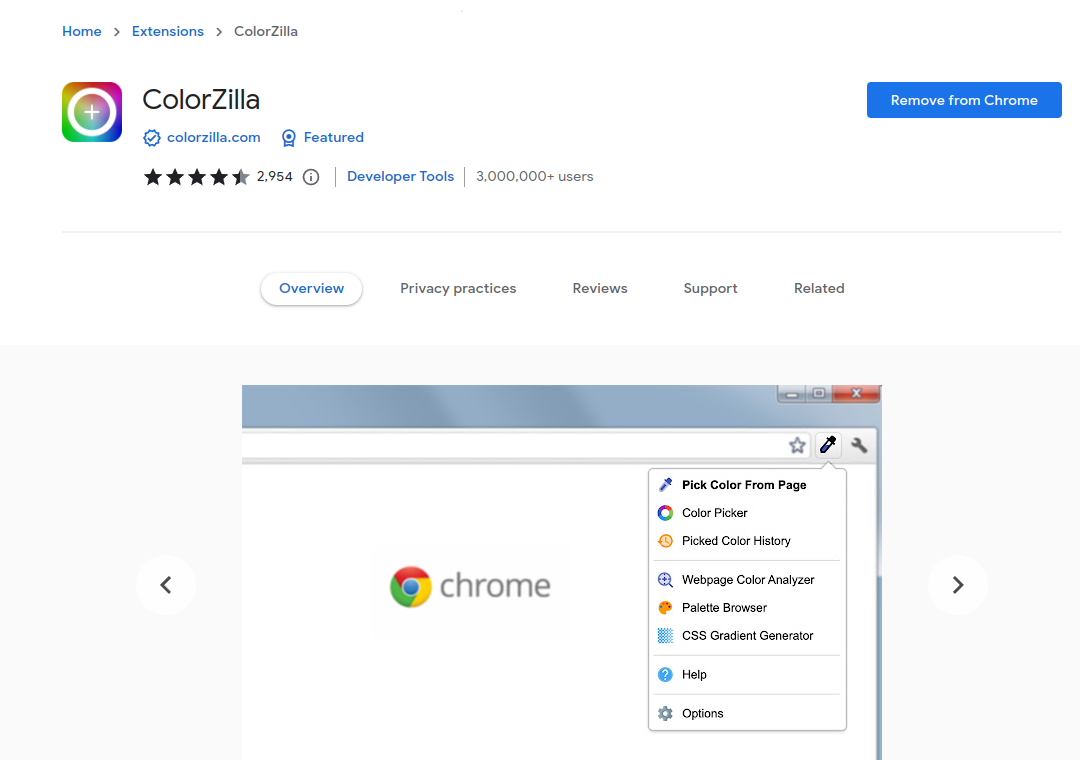 Home > Extensions > ColorZilla
ColorZilla
Remove from Chrome
colorzilla.com Featured
2,954 Developer Tools 3,000,000+ users
Overview Privacy practices Reviews Support Related
Pick Color From Page
Color Picker
Picked Color History
chrome
Webpage Color Analyzer
Palette Browser
CSS Gradient Generator
Help
Options